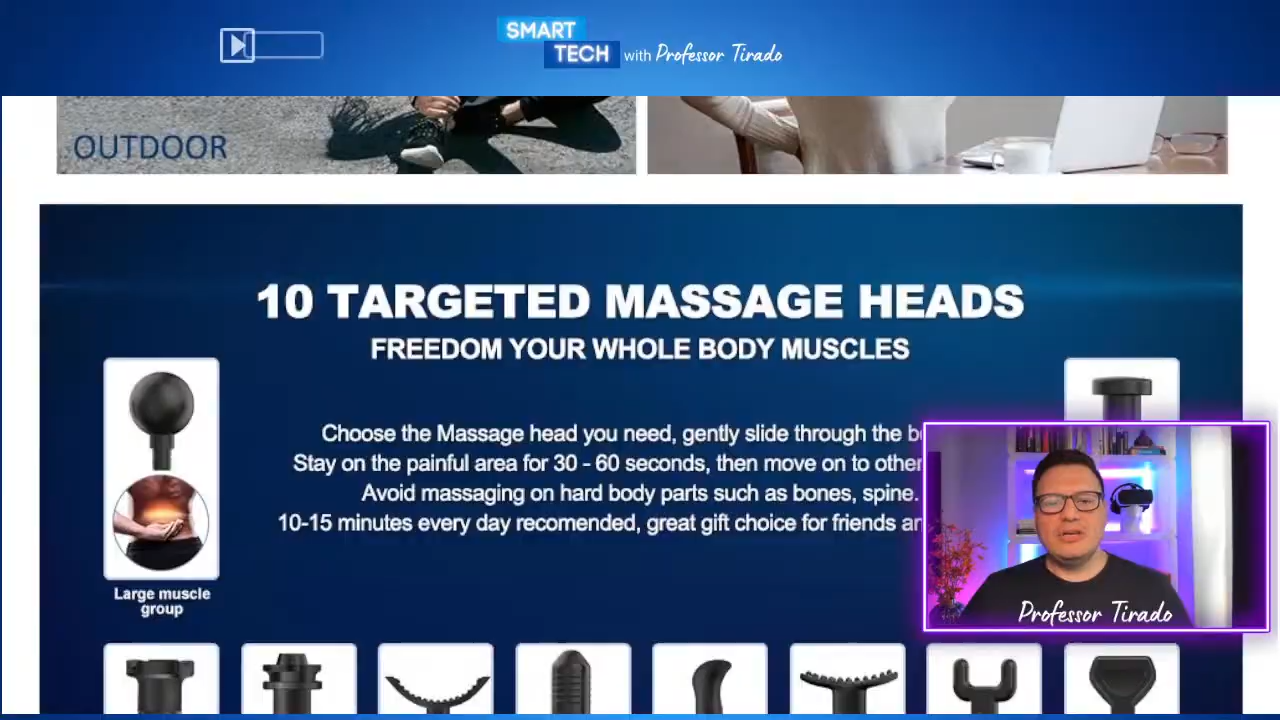 SMART
TECH with Professor Tirado
OUTDOOR
10 TARGETED MASSAGE HEADS
FREEDOM YOUR WHOLE BODY MUSCLES
Choose the Massage head you need, gently slide through the
Stay on the painful area for 30 - 60 seconds, then move on to other
Avoid massaging on hard body parts such as bones, spine.
10-15 minutes every day recomended, great gift choice for friends
Large muscle
group
Professor Tirado